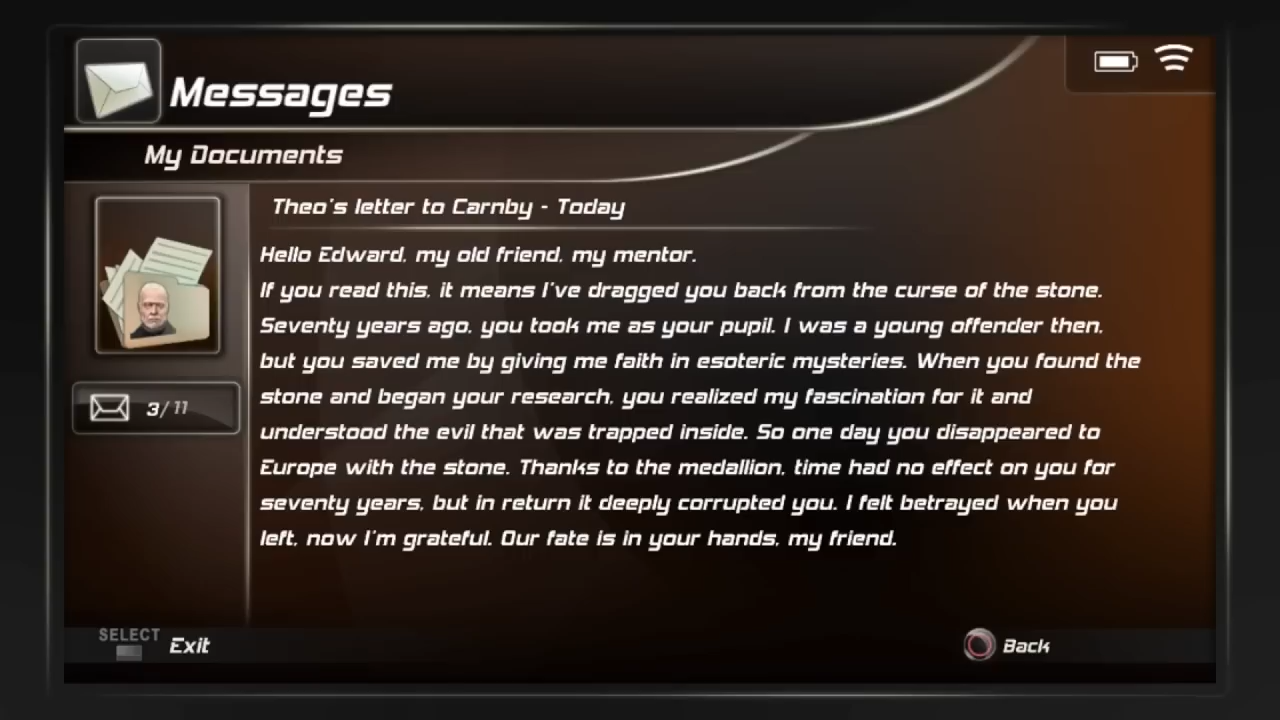 Messages
My Documents
Theo's letter to Carnby - Today
Hello Edward, my old friend, my mentor.
If you read this, it means I've dragged you back from the curse of the stone.
Seventy years ago, you took me as your pupil. I was a young offender then,
but you saved me by giving me faith in esoteric mysteries. When you found the
stone and began your research, you realized my fascination for it and
understood the evil that was trapped inside. So one day you disappeared to
Europe with the stone. Thanks to the medallion, time had no effect on you for
seventy years, but in return it deeply corrupted you. I felt betrayed when you
left, now I'm grateful. Our fate is in your hands, my friend.
3/11
SELECT Exit
Back